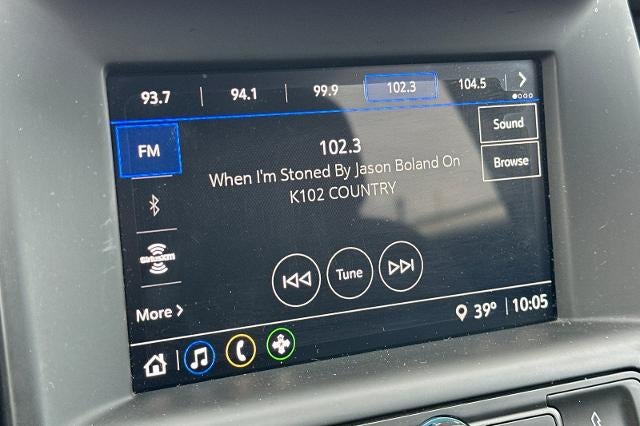 93.7 94.1 99.9 102.3 104.5
FM
102.3
Sound
When I'm Stoned By Jason Boland On
K102 COUNTRY
Browse
SiriusXM
Tune
More
39° 10:05